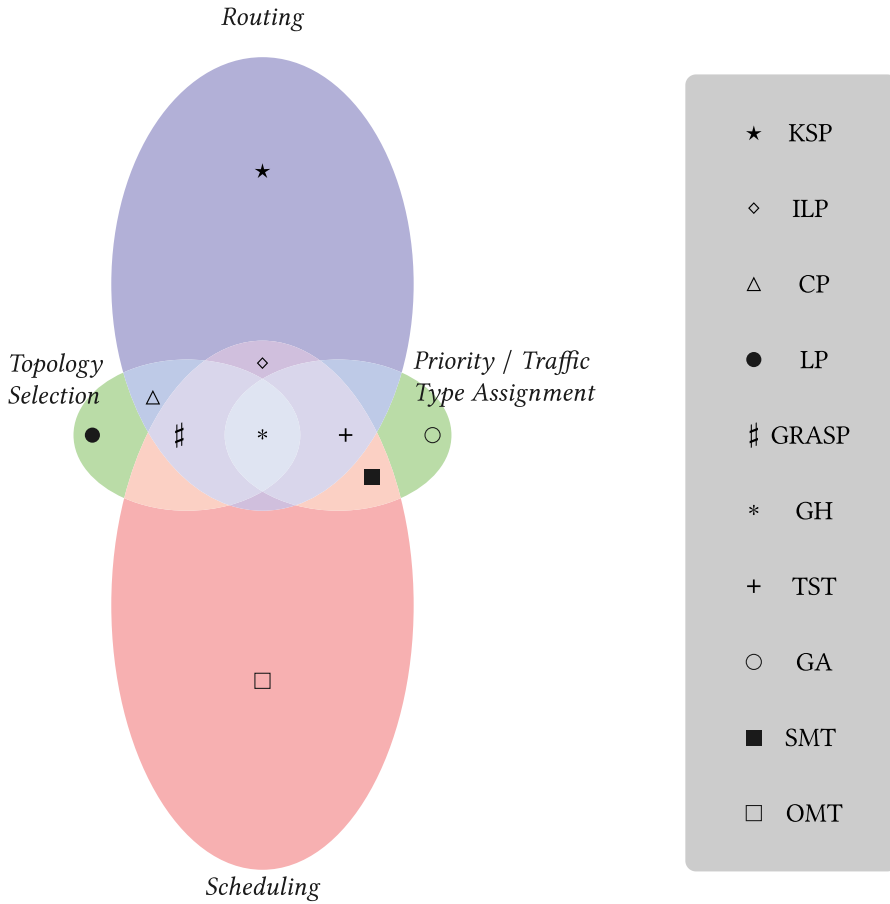 Routing
Topology
Selection
Priority / Traffic
Type Assignment
Scheduling
KSP
ILP
CP
LP
GRASP
GH
TST
GA
SMT
OMT